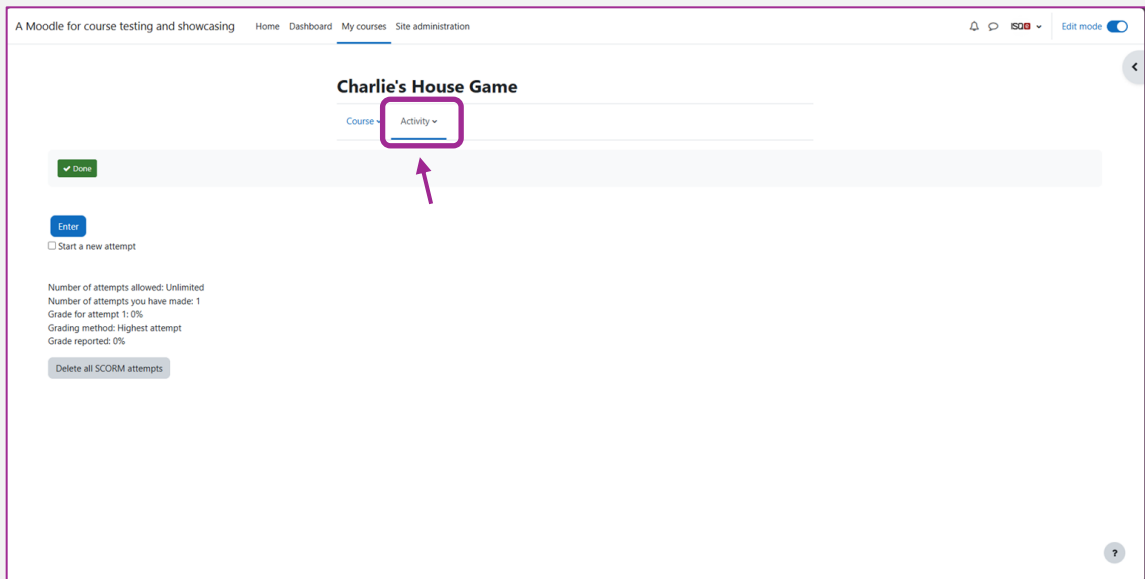 A Moodle for course testing and showcasing Home Dashboard My courses Site administration ISQ Edit mode
Charlie's House Game
Course Activity
Done
Enter
Start a new attempt
Number of attempts allowed: Unlimited
Number of attempts you have made: 1
Grade for attempt 1: 0%
Grading method: Highest attempt
Grade reported: 0%
Delete all SCORM attempts
?